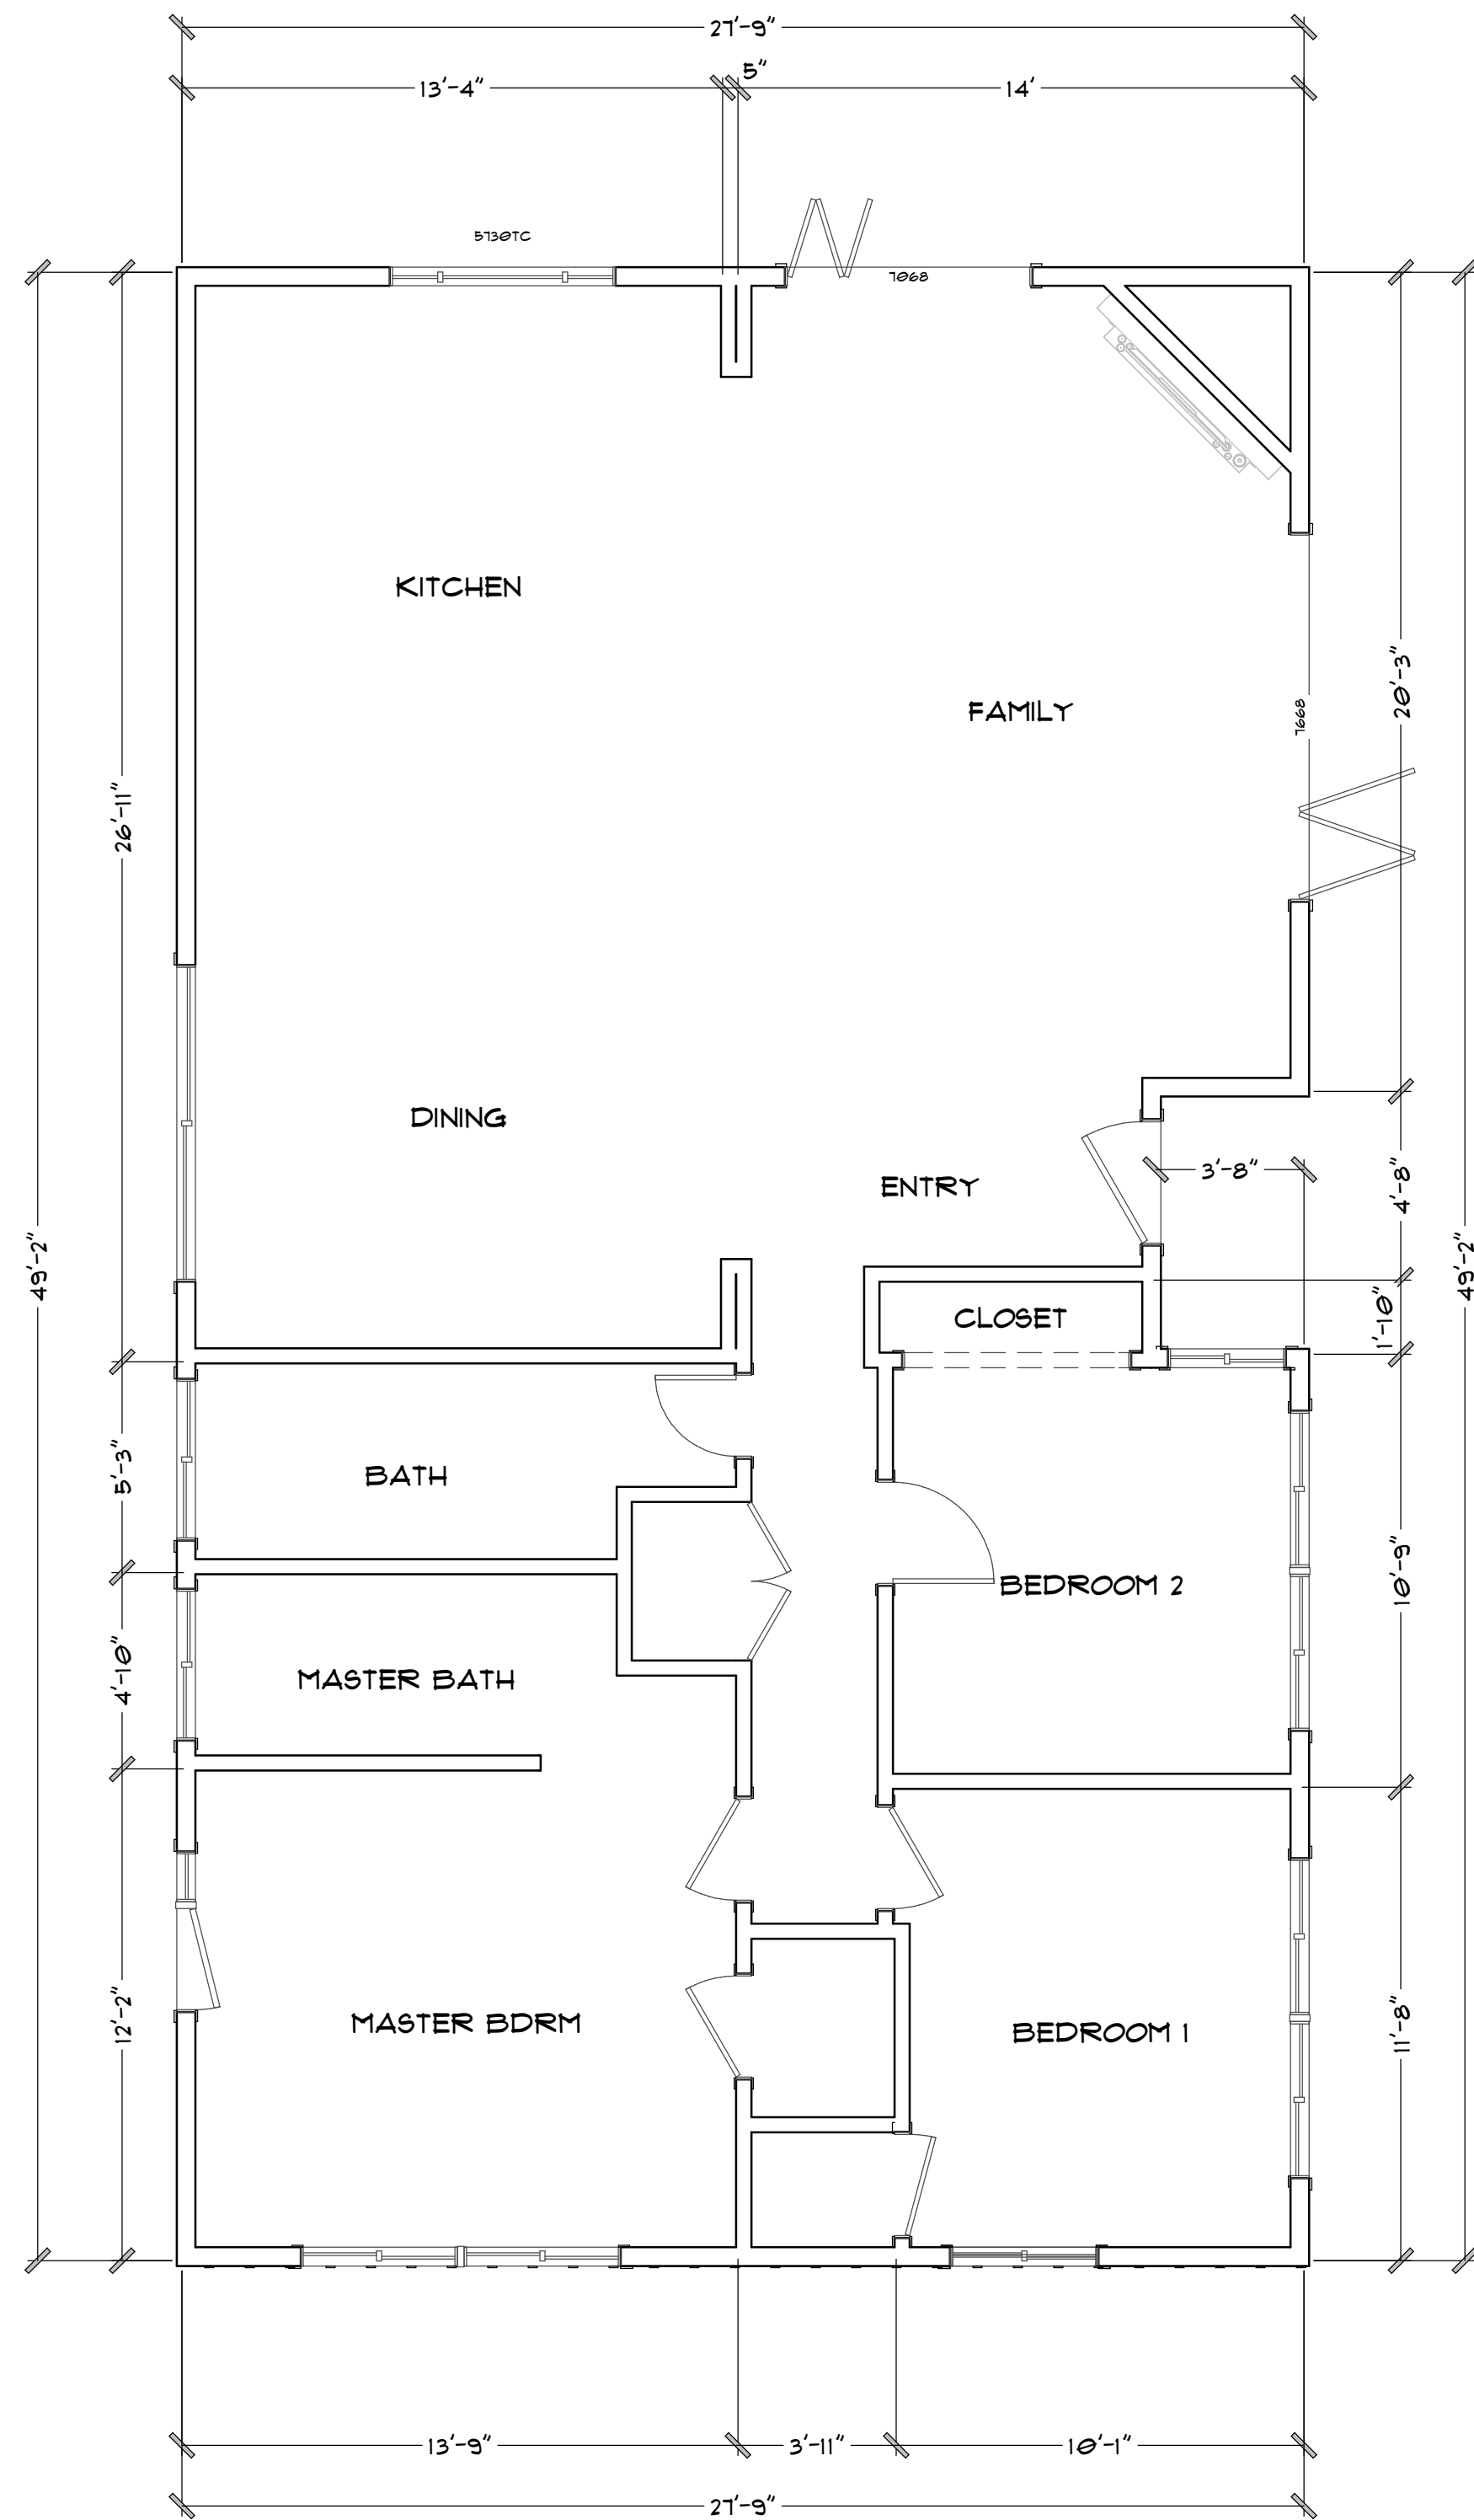 27'-9"
5"
13'-4"
14'
5730TC
7068
KITCHEN
20'-3"
FAMILY
7668
26'-11"
DINING
3'-8"
4'-8"
ENTRY
49'-2"
49'-2"
1'-10"
CLOSET
BATH
5'-3"
10'-9"
BEDROOM 2
4'-10"
MASTER BATH
12'-2"
MASTER BDRM
BEDROOM 1
11'-8"
13'-9"
3'-11"
10'-1"
27'-9"